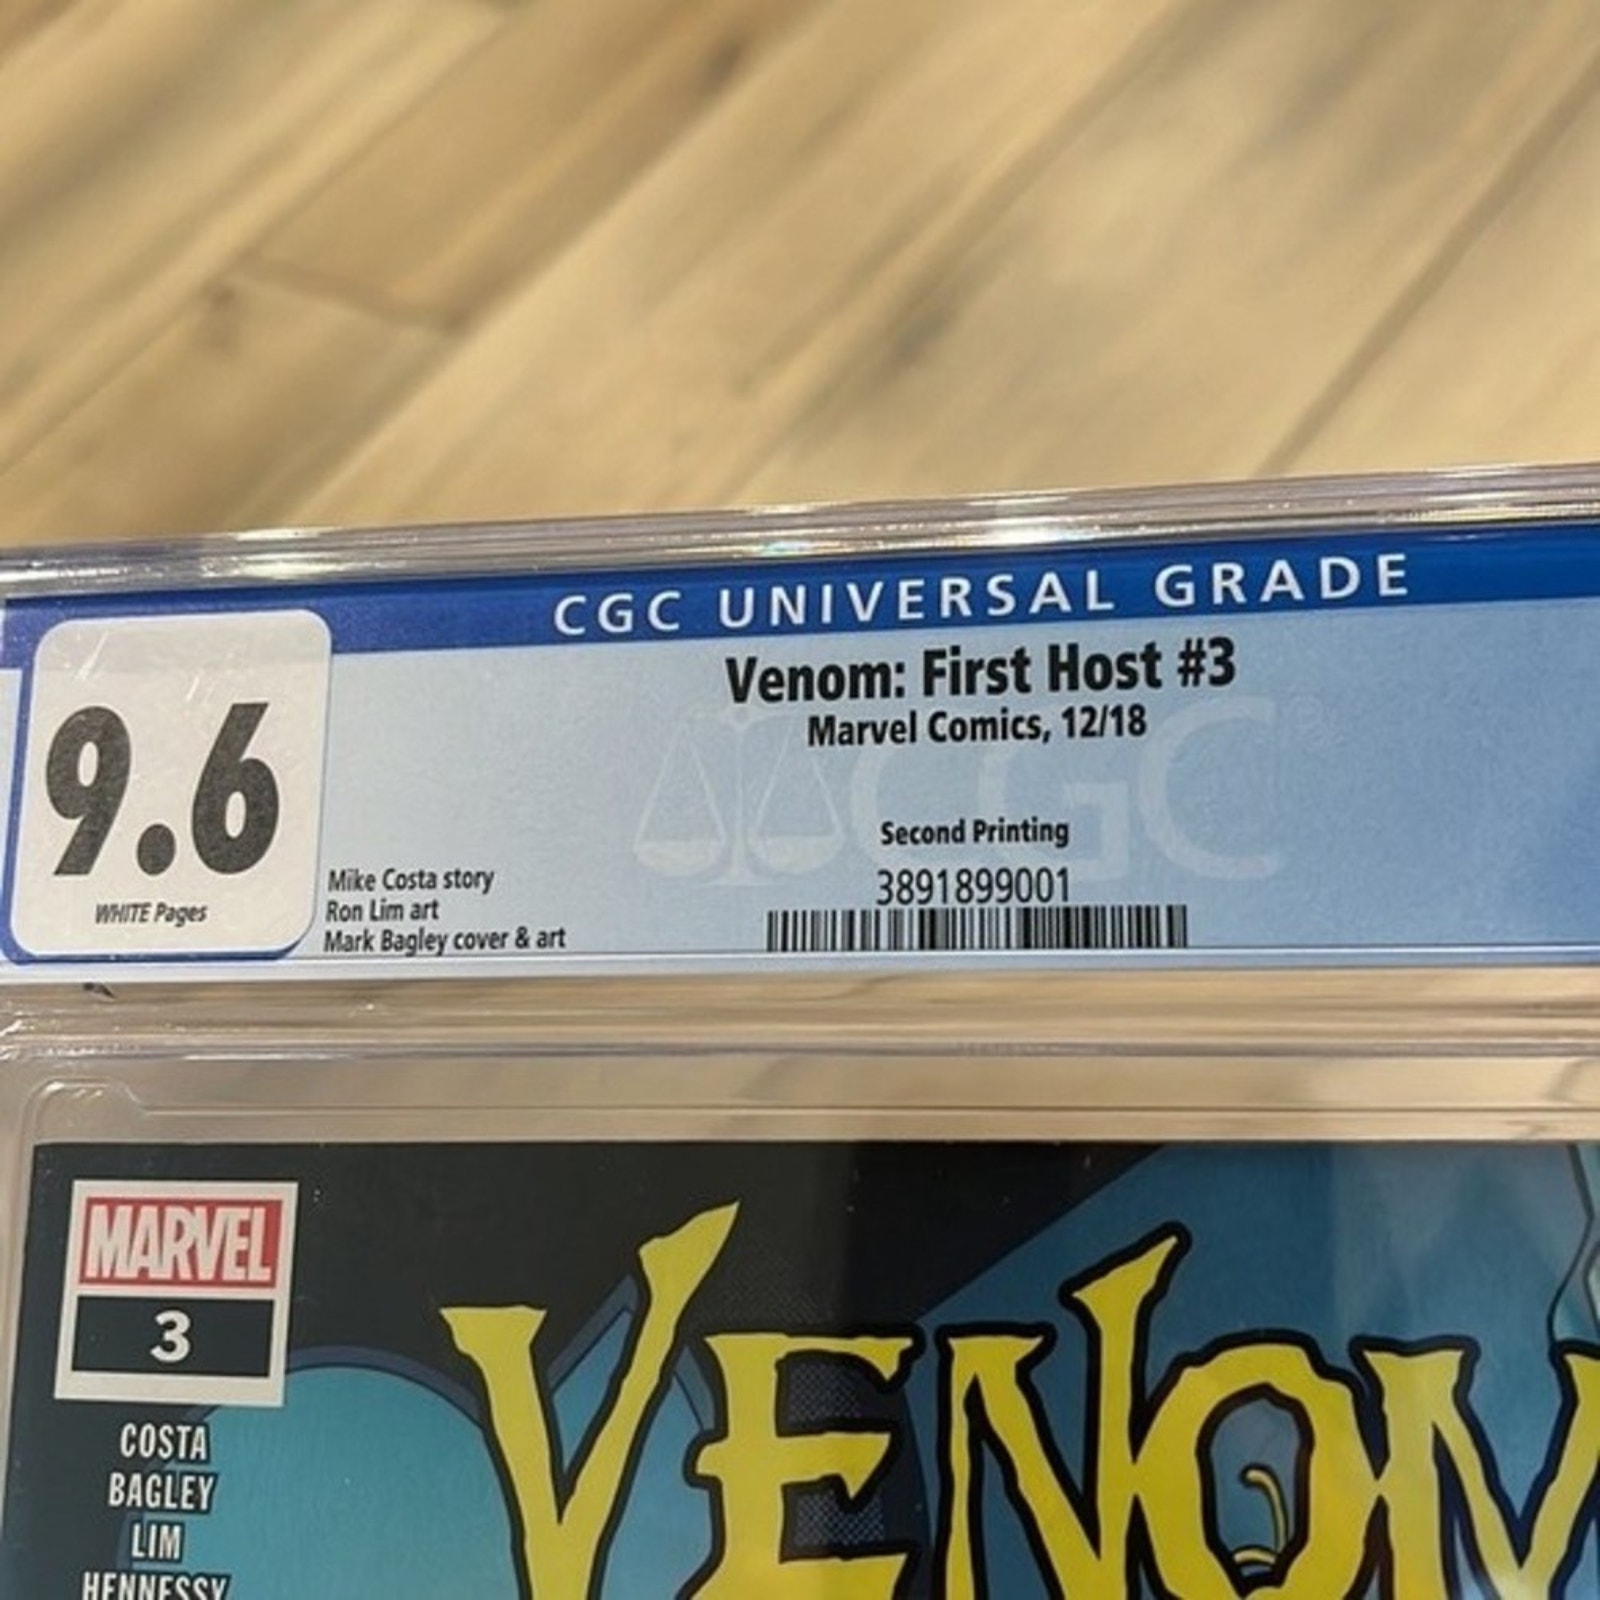 CGC UNIVERSAL GRADE
9.6
WHITE Pages
Venom: First Host #3
Marvel Comics, 12/18
CGC
Second Printing
3891899001
Mike Costa story
Ron Lim art
Mark Bagley cover & art
MARVEL
3
COSTA
BAGLEY
LIM
HENNESSY
VENOM